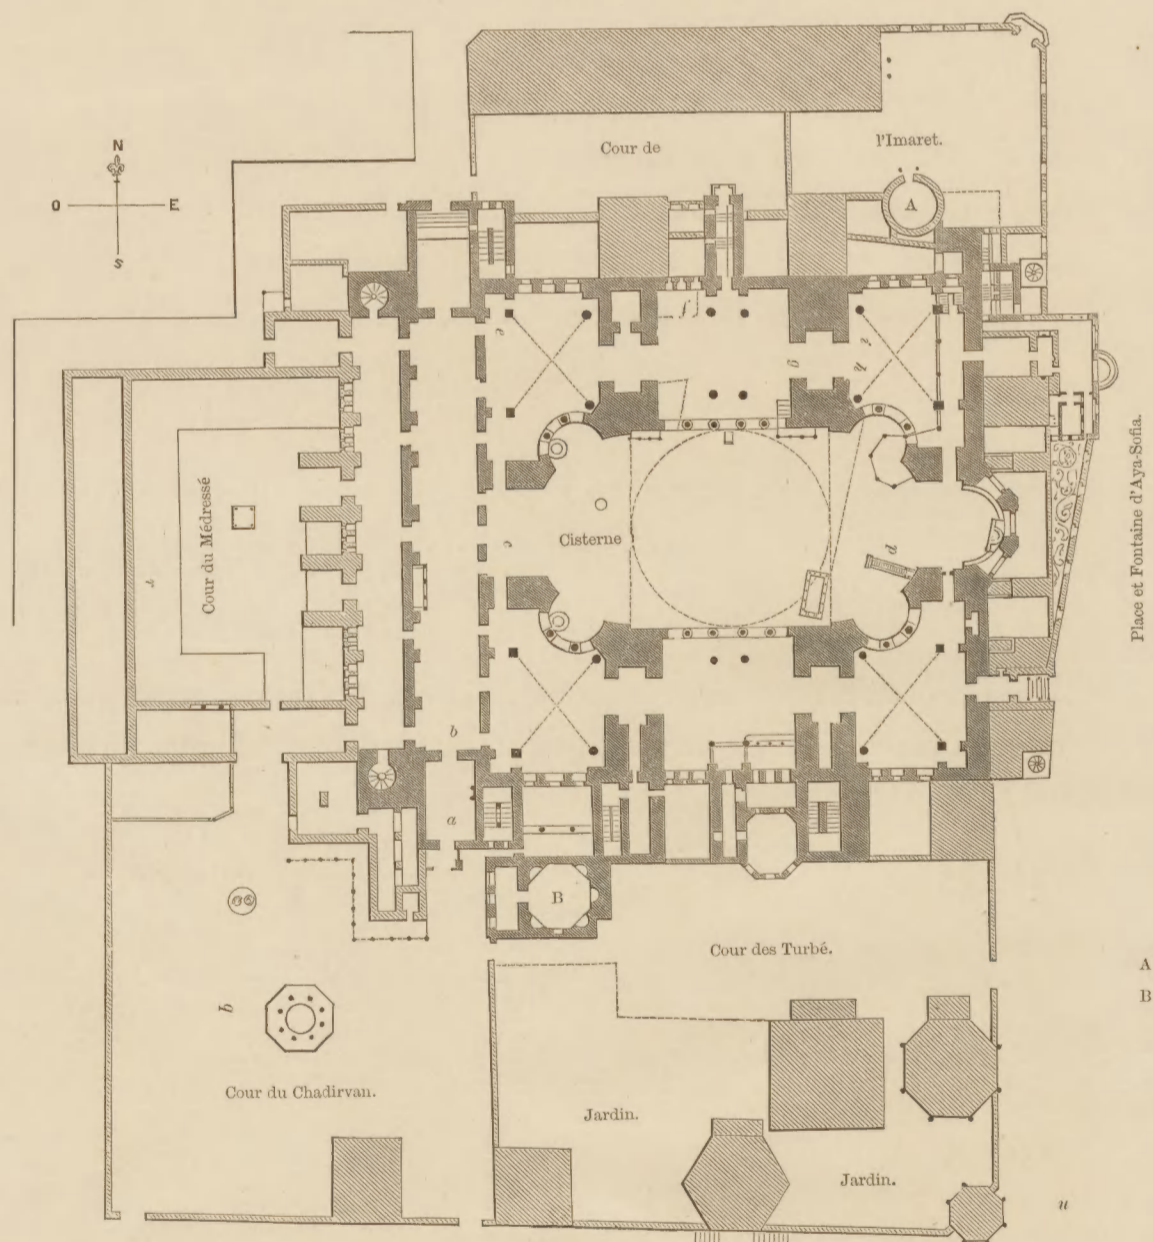 N
O E
S
Cour de l'Imaret.
A
f
e
g
h
i
Cour du Médressé
r
Cisterne
c
d
Place et Fontaine d'Aya-Sofia.
b
a
B
Cour des Turbé.
A
B
q
Cour du Chadirvan.
Jardin.
Jardin.
u